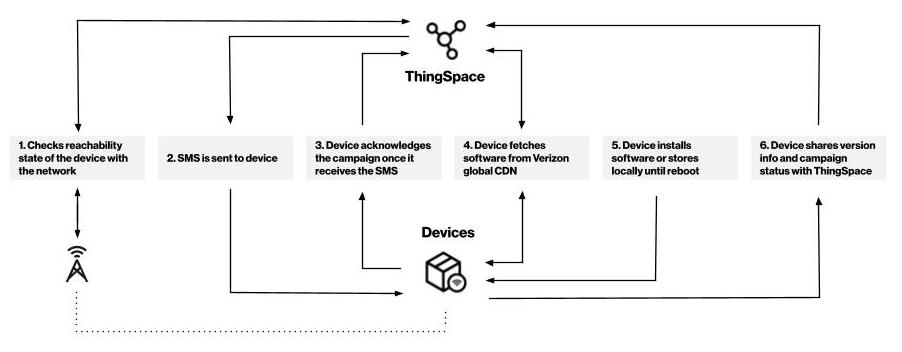 ThingSpace
1. Checks reachability
state of the device with
the network
2. SMS is sent to device
3. Device acknowledges
the campaign once it
receives the SMS
4. Device fetches
software from Verizon
global CDN
5. Device installs
software or stores
locally until reboot
6. Device shares version
info and campaign
status with ThingSpace
Devices